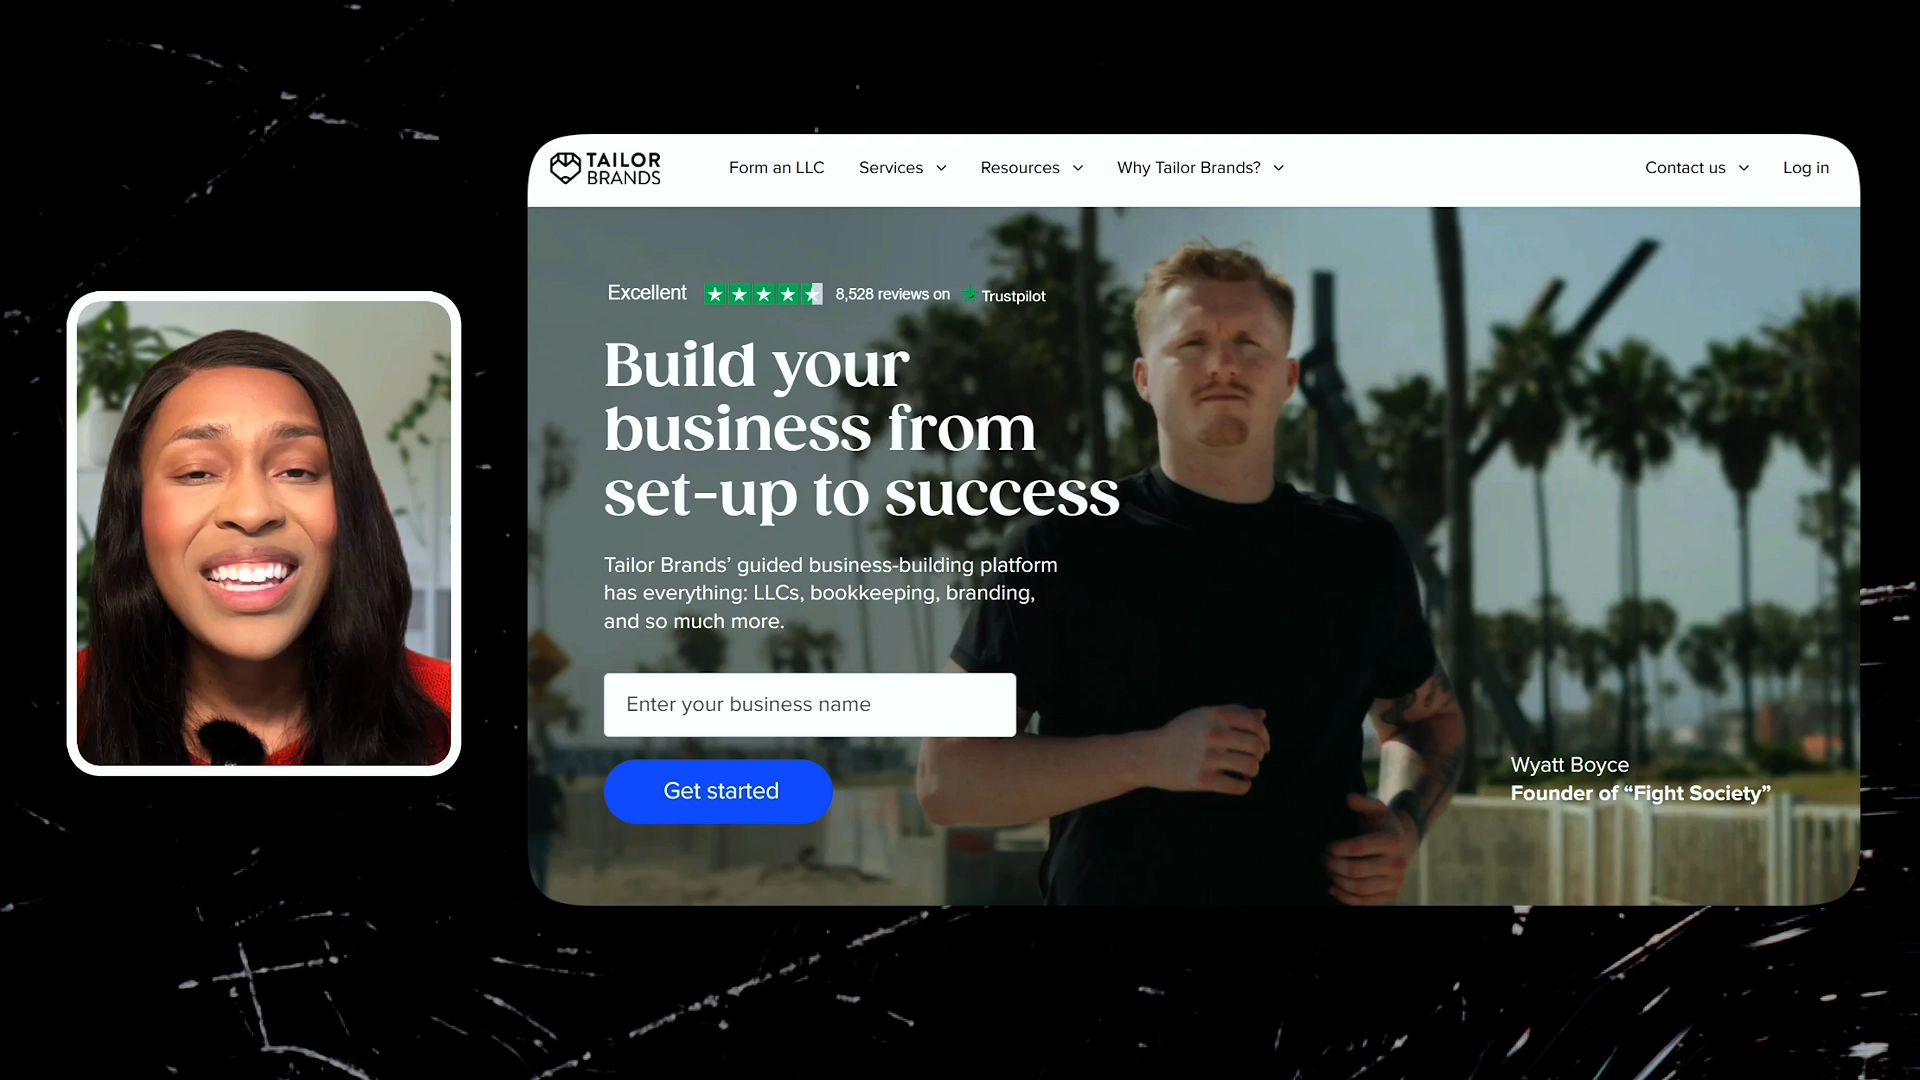 TAILOR
BRANDS
Form an LLC
Services
Resources
Why Tailor Brands?
Contact us
Log in
Excellent
8,528 reviews on
Trustpilot
Build your
business from
set-up to success
Tailor Brands’ guided business-building platform
has everything: LLCs, bookkeeping, branding,
and so much more.
Enter your business name
Get started
Wyatt Boyce
Founder of “Fight Society”